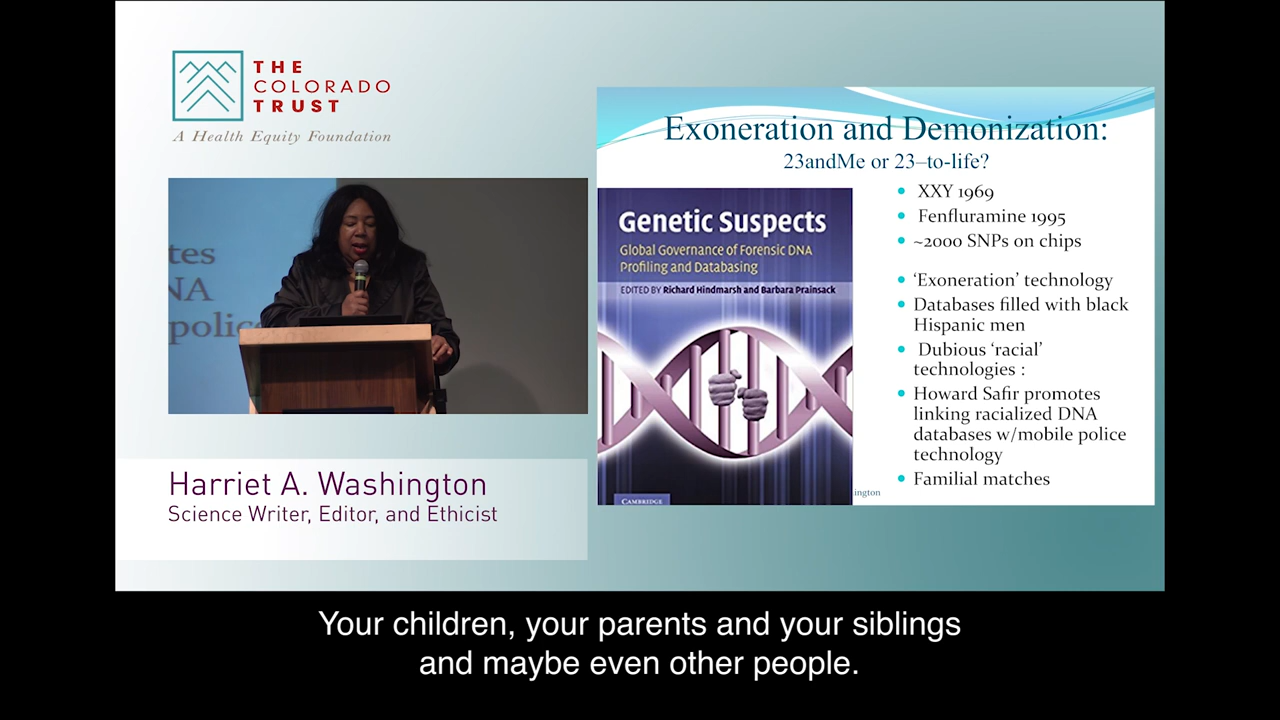 THE
COLORADO
TRUST
A Health Equity Foundation
tes
NA
police
Harriet A. Washington
Science Writer, Editor, and Ethicist
Exoneration and Demonization:
23andMe or 23–to-life?
Genetic Suspects
Global Governance of Forensic DNA
Profiling and Databasing
EDITED BY Richard Hindmarsh and Barbara Prainsack
CAMBRIDGE
XXY 1969
Fenfluramine 1995
~2000 SNPs on chips
‘Exoneration’ technology
Databases filled with black
Hispanic men
Dubious ‘racial’
technologies :
Howard Safir promotes
linking racialized DNA
databases w/mobile police
technology
Familial matches
ington
Your children, your parents and your siblings
and maybe even other people.